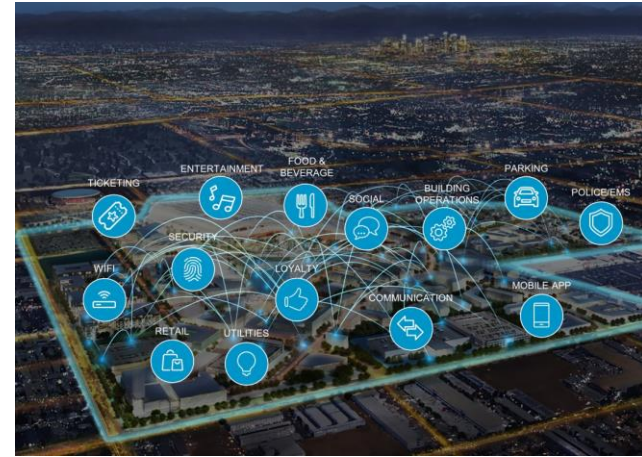 TICKETING
ENTERTAINMENT
FOOD &
BEVERAGE
SOCIAL
BUILDING
OPERATIONS
PARKING
POLICE/EMS
WIFI
SECURITY
LOYALTY
COMMUNICATION
MOBILE APP
RETAIL
UTILITIES